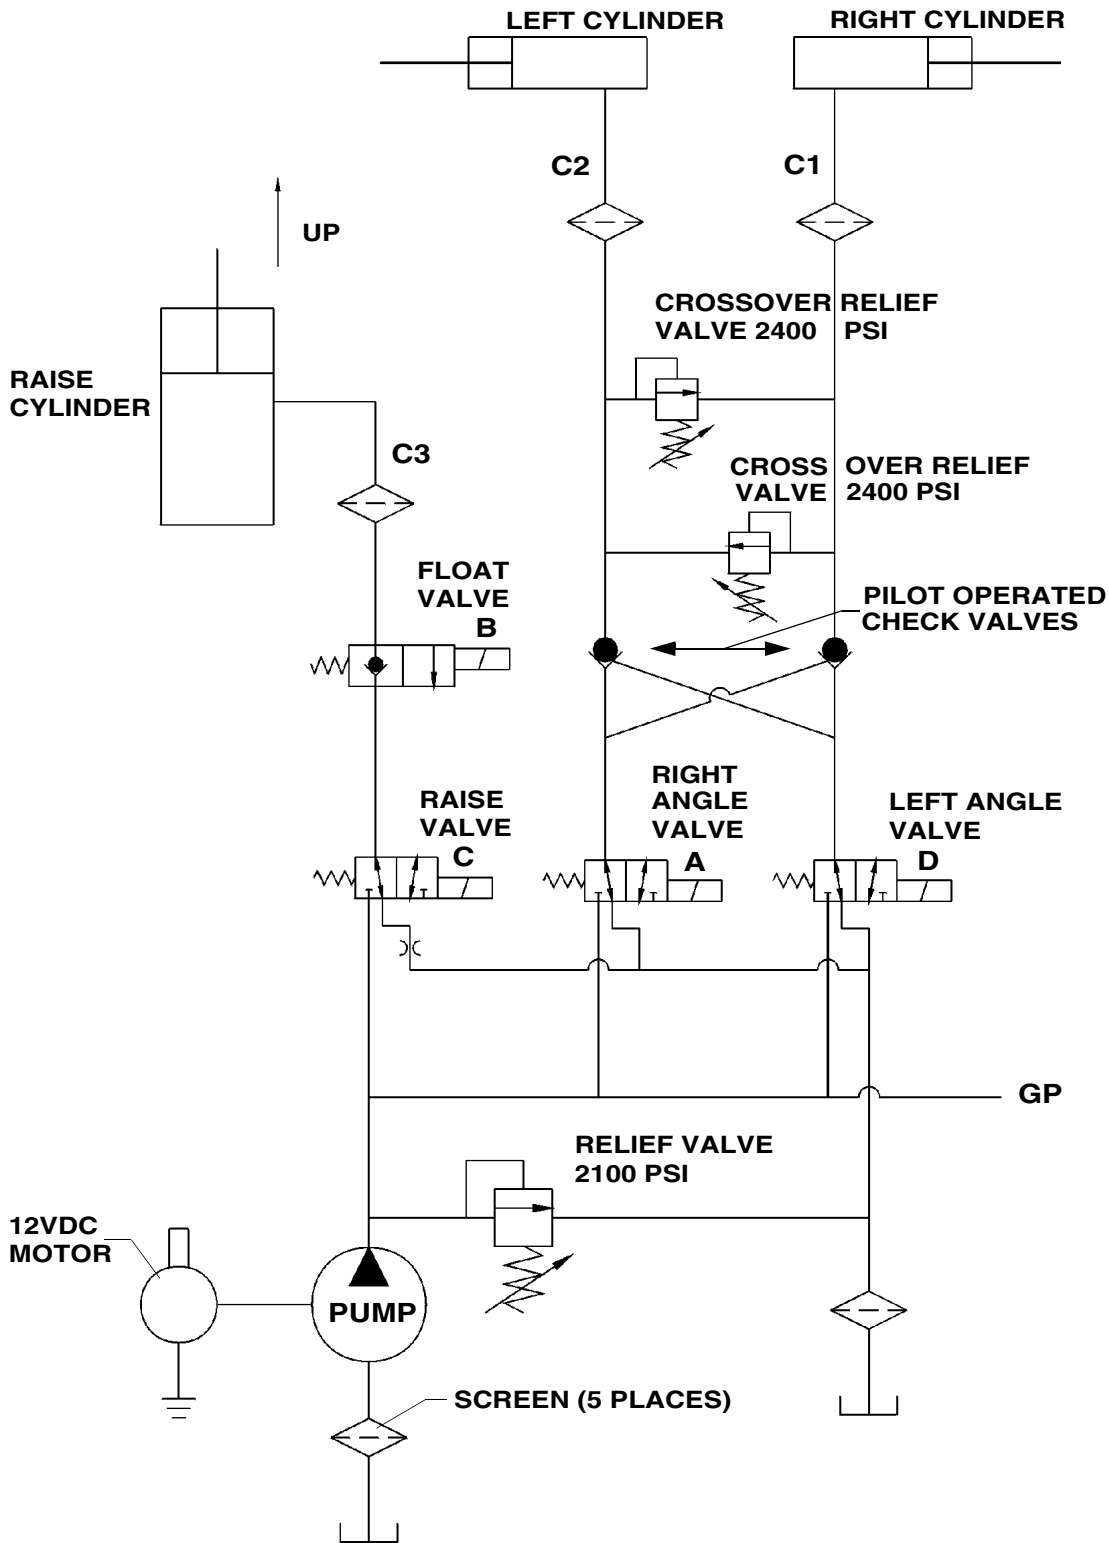 LEFT CYLINDER
RIGHT CYLINDER
C2
C1
UP
CROSSOVER RELIEF
VALVE 2400 PSI
RAISE
CYLINDER
C3
CROSS OVER RELIEF
VALVE 2400 PSI
FLOAT
VALVE
B
PILOT OPERATED
CHECK VALVES
RIGHT
ANGLE
VALVE
A
RAISE
VALVE
C
LEFT ANGLE
VALVE
D
GP
RELIEF VALVE
2100 PSI
12VDC
MOTOR
PUMP
SCREEN (5 PLACES)